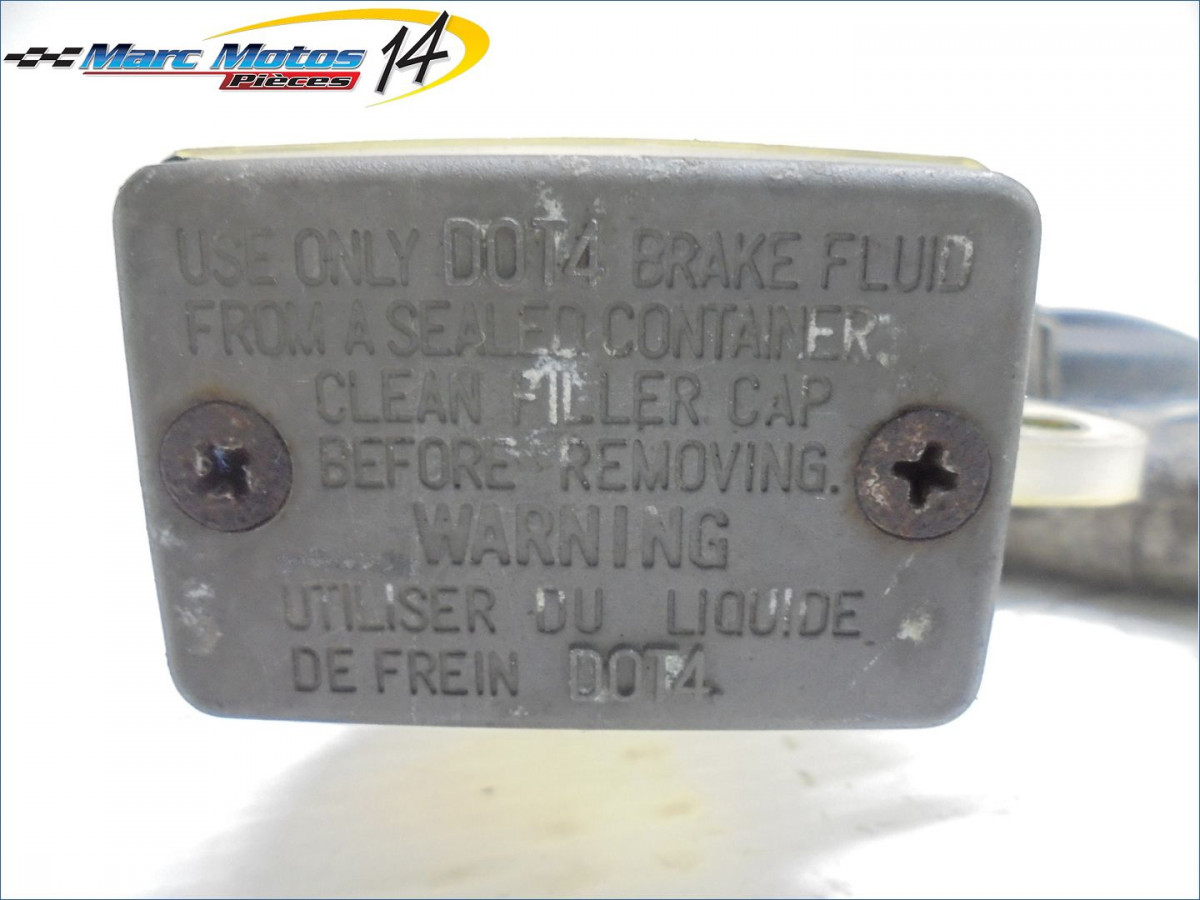 Marc Motos 14
Pièces
USE ONLY DOT4 BRAKE FLUID
FROM A SEALED CONTAINER.
CLEAN FILLER CAP
BEFORE REMOVING.
WARNING
UTILISER DU LIQUIDE
DE FREIN DOT4